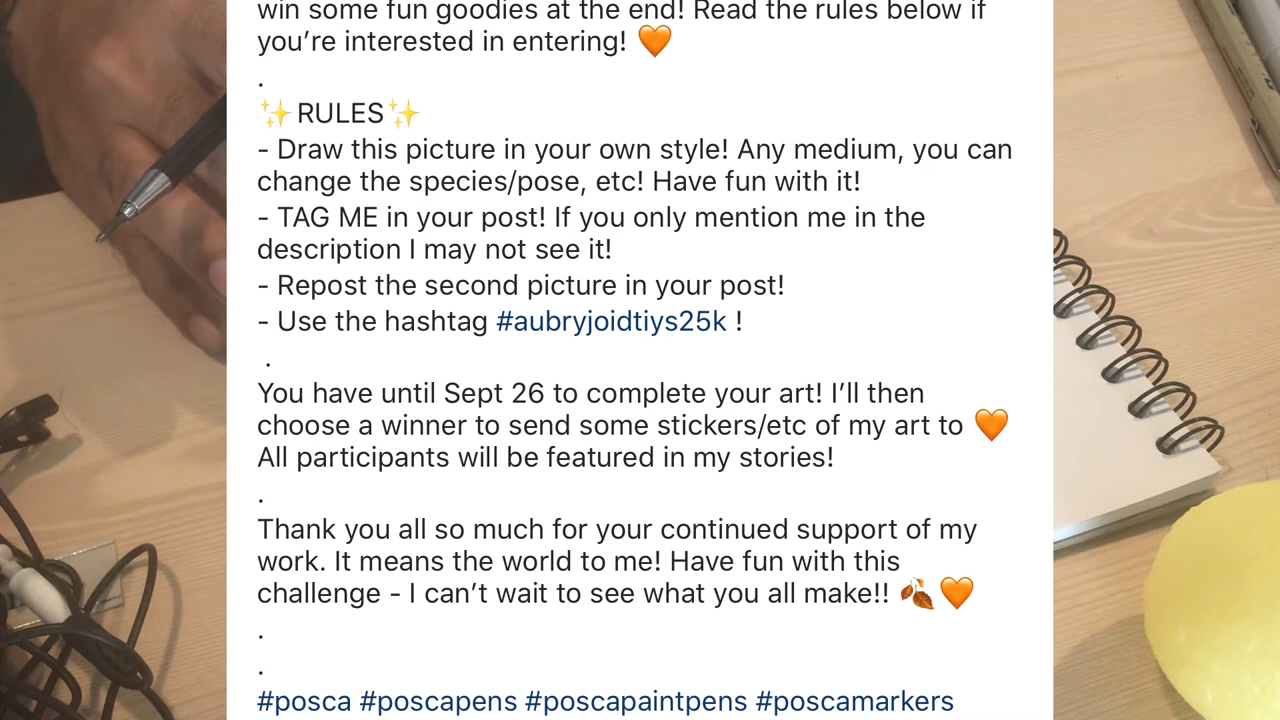 win some fun goodies at the end! Read the rules below if
you’re interested in entering! 🧡
.
✨RULES✨
- Draw this picture in your own style! Any medium, you can
change the species/pose, etc! Have fun with it!
- TAG ME in your post! If you only mention me in the
description I may not see it!
- Repost the second picture in your post!
- Use the hashtag #aubryjoidtiys25k !
.
You have until Sept 26 to complete your art! I’ll then
choose a winner to send some stickers/etc of my art to 🧡
All participants will be featured in my stories!
.
Thank you all so much for your continued support of my
work. It means the world to me! Have fun with this
challenge - I can’t wait to see what you all make!! 🍂🧡
.
.
#posca #poscapens #poscapaintpens #poscamarkers